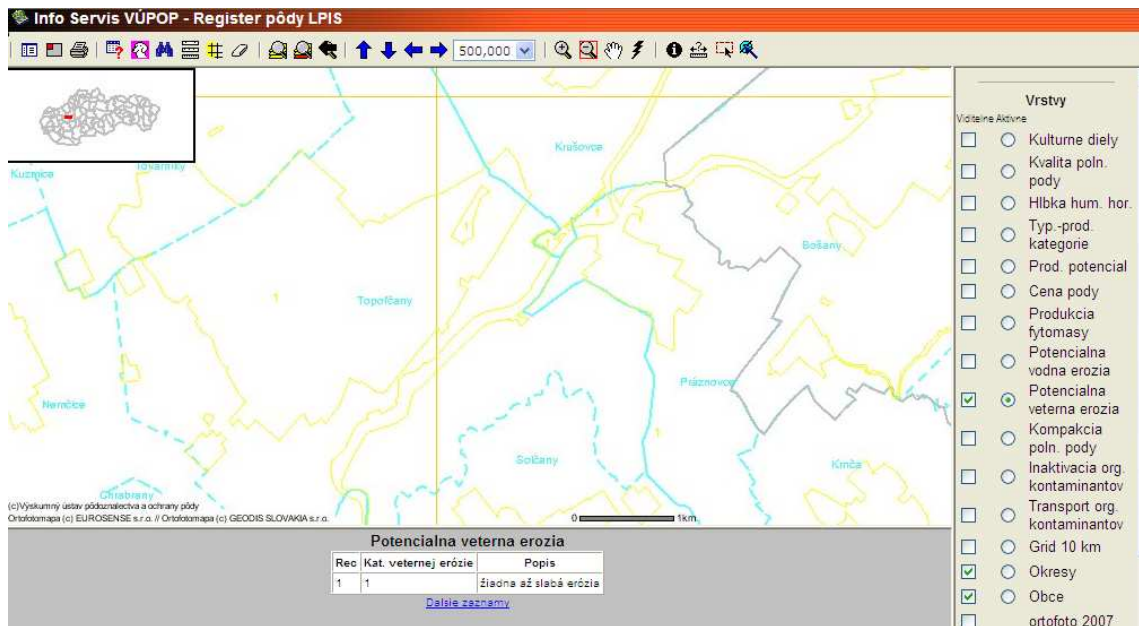 Info Servis VÚPOP - Register pôdy LPIS
500,000
Krušovce
Tovarníky
Kuzmice
Bošany
1
1
Topoľčany
Práznovce
Nemčice
1
Solčany
Krnča
Chrabrany
(c)Výskumný ústav pôdoznalectva a ochrany pôdy
Ortofotomapa (c) EUROSENSE s.r.o. // Ortofotomapa (c) GEODIS SLOVAKIA s.r.o.
0 1km
Vrstvy
Viditelne Aktivne
Kulturne diely
Kvalita poln.
pody
Hlbka hum. hor.
Typ.-prod.
kategorie
Prod. potencial
Cena pody
Produkcia
fytomasy
Potencialna
vodna erozia
Potencialna
veterna erozia
Kompakcia
poln. pody
Inaktivacia org.
kontaminantov
Transport org.
kontaminantov
Grid 10 km
Okresy
Obce
ortofoto 2007
Potencialna veterna erozia
Rec Kat. veternej erózie Popis
1 1 žiadna až slabá erózia
Dalsie zaznamy